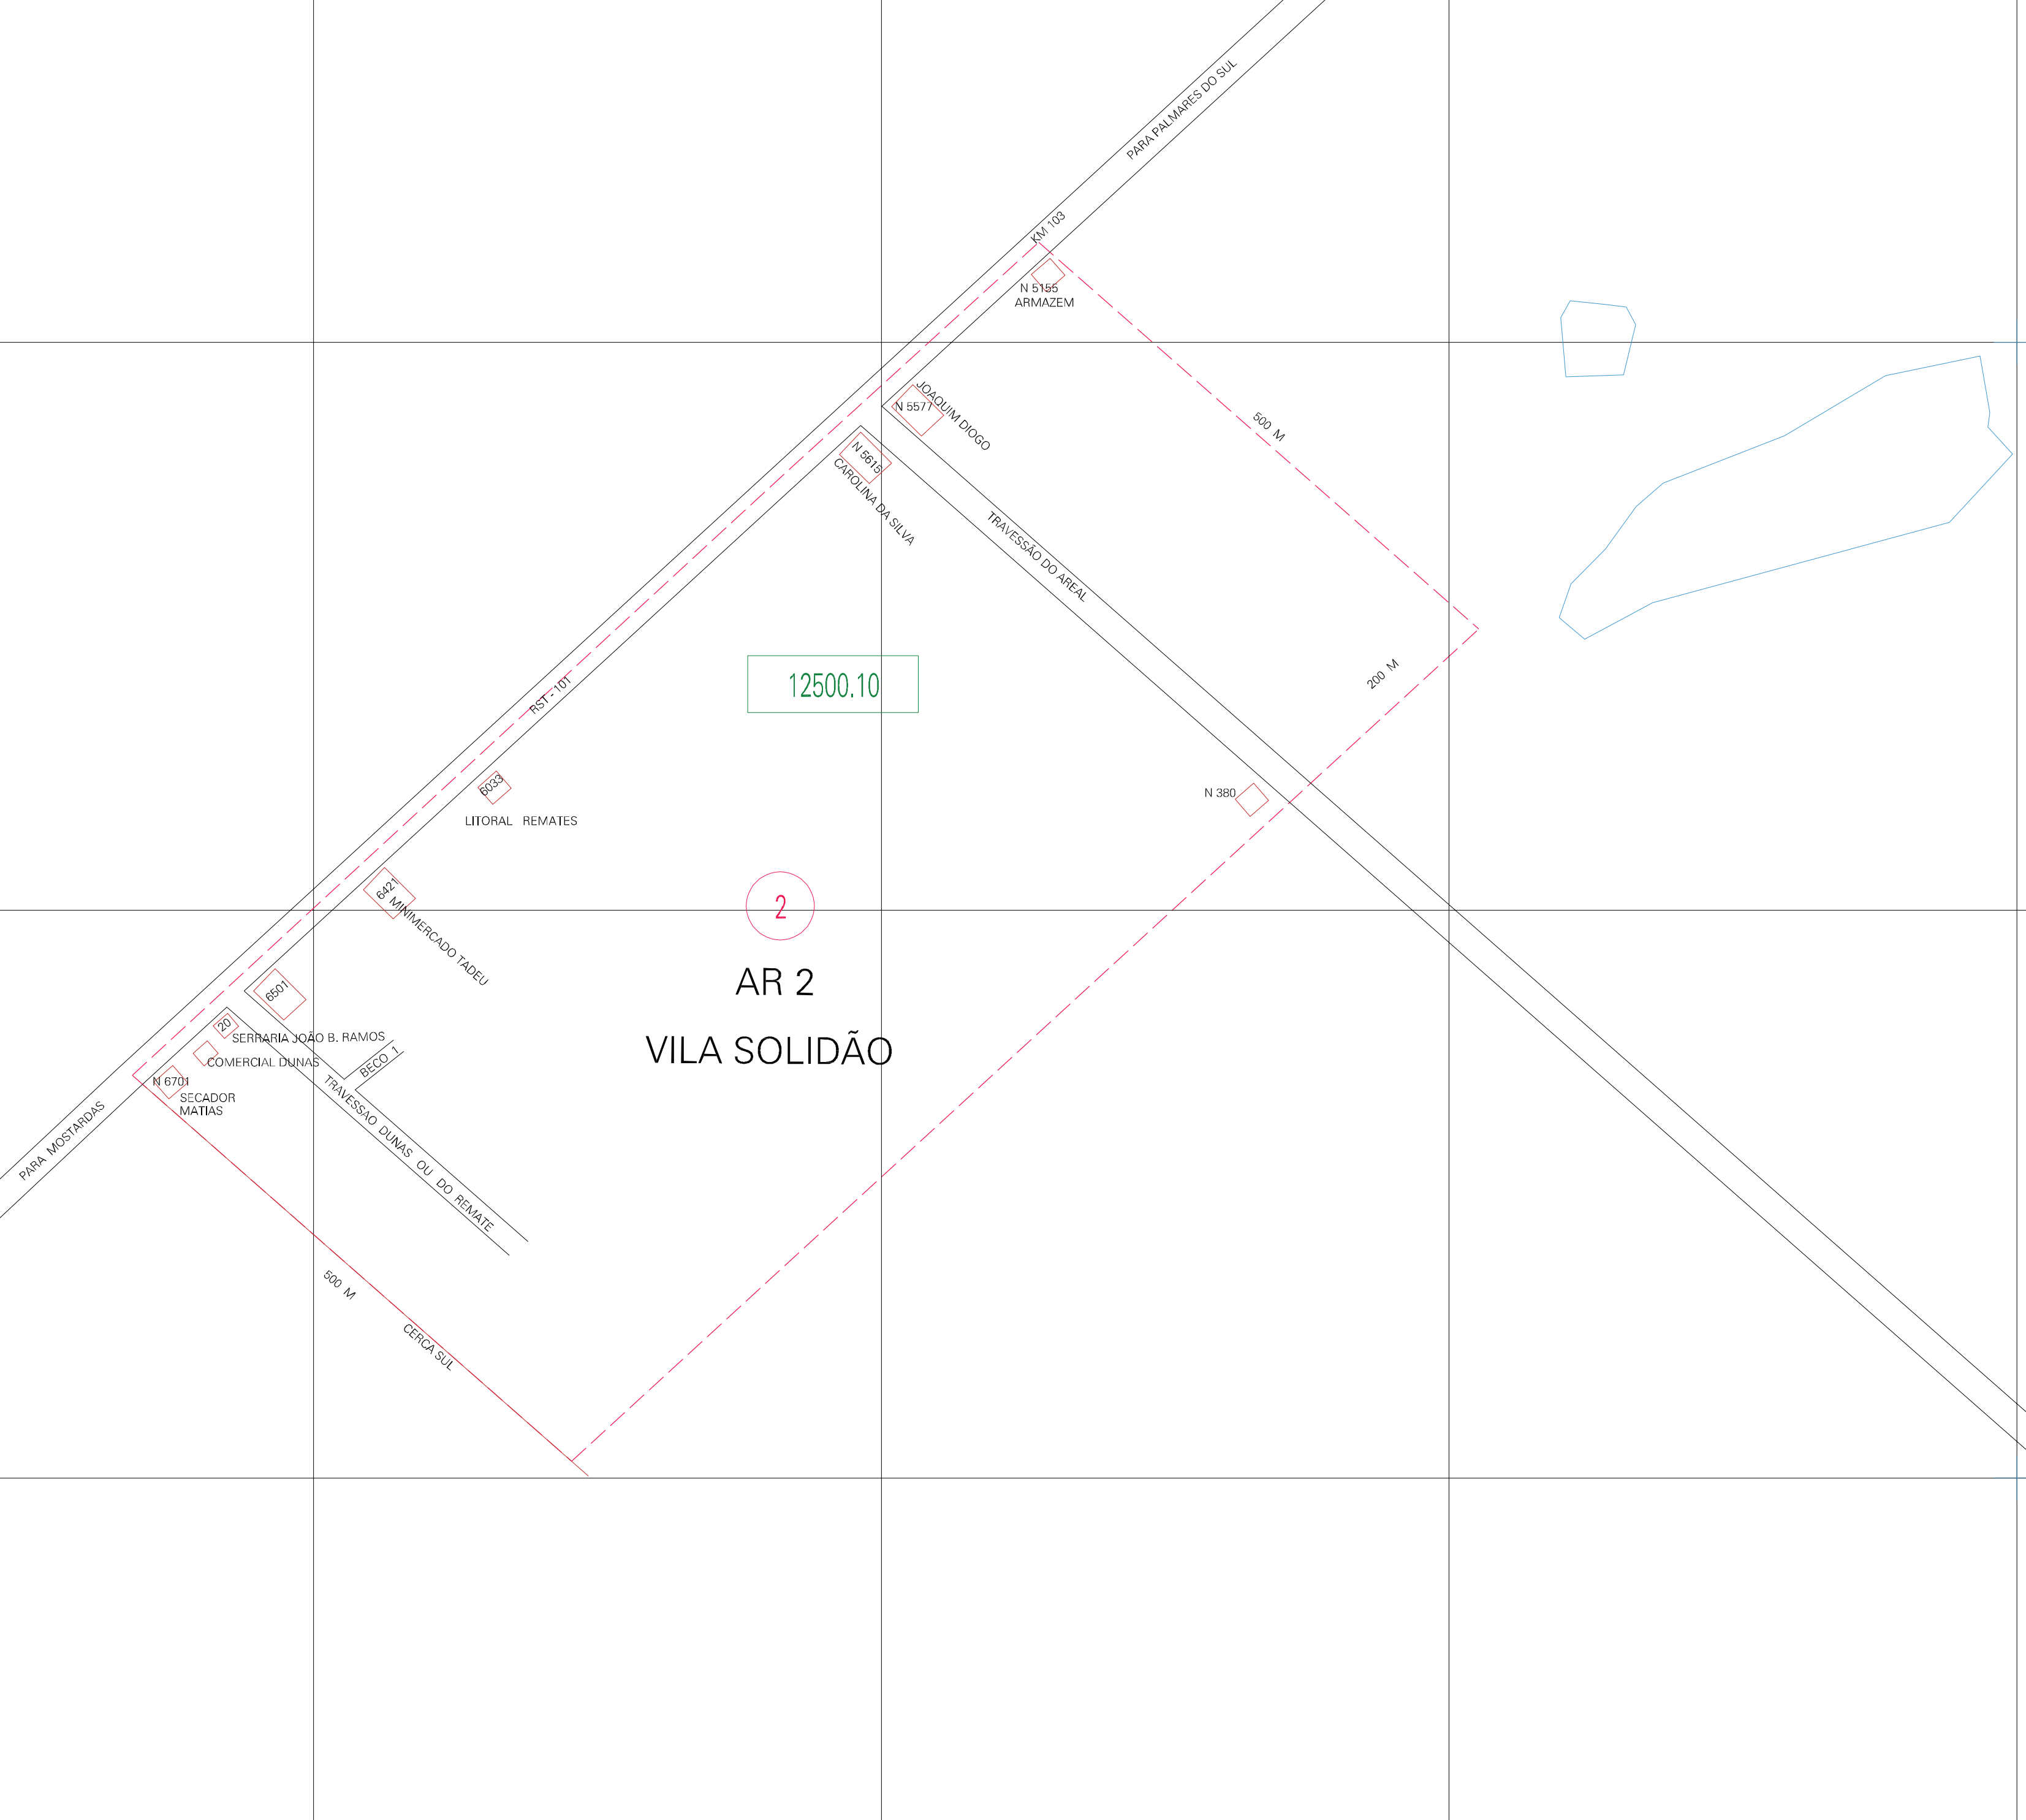 PARA PALMARES DO SUL
KM 103
N 5155
ARMAZEM
JOAQUIM DIOGO
N 5577
500 M
N 5615
CAROLINA DA SILVA
TRAVESSÃO DO AREAL
200 M
12500.10
RST - 101
6033
N 380
LITORAL REMATES
6421
MINIMERCADO TADEU
2
AR 2
VILA SOLIDÃO
6501
20
SERRARIA JOÃO B. RAMOS
COMERCIAL DUNAS
BECO 1
N 6701
SECADOR
MATIAS
TRAVESSAO DUNAS OU DO REMATE
PARA MOSTARDAS
500 M
CERCA SUL